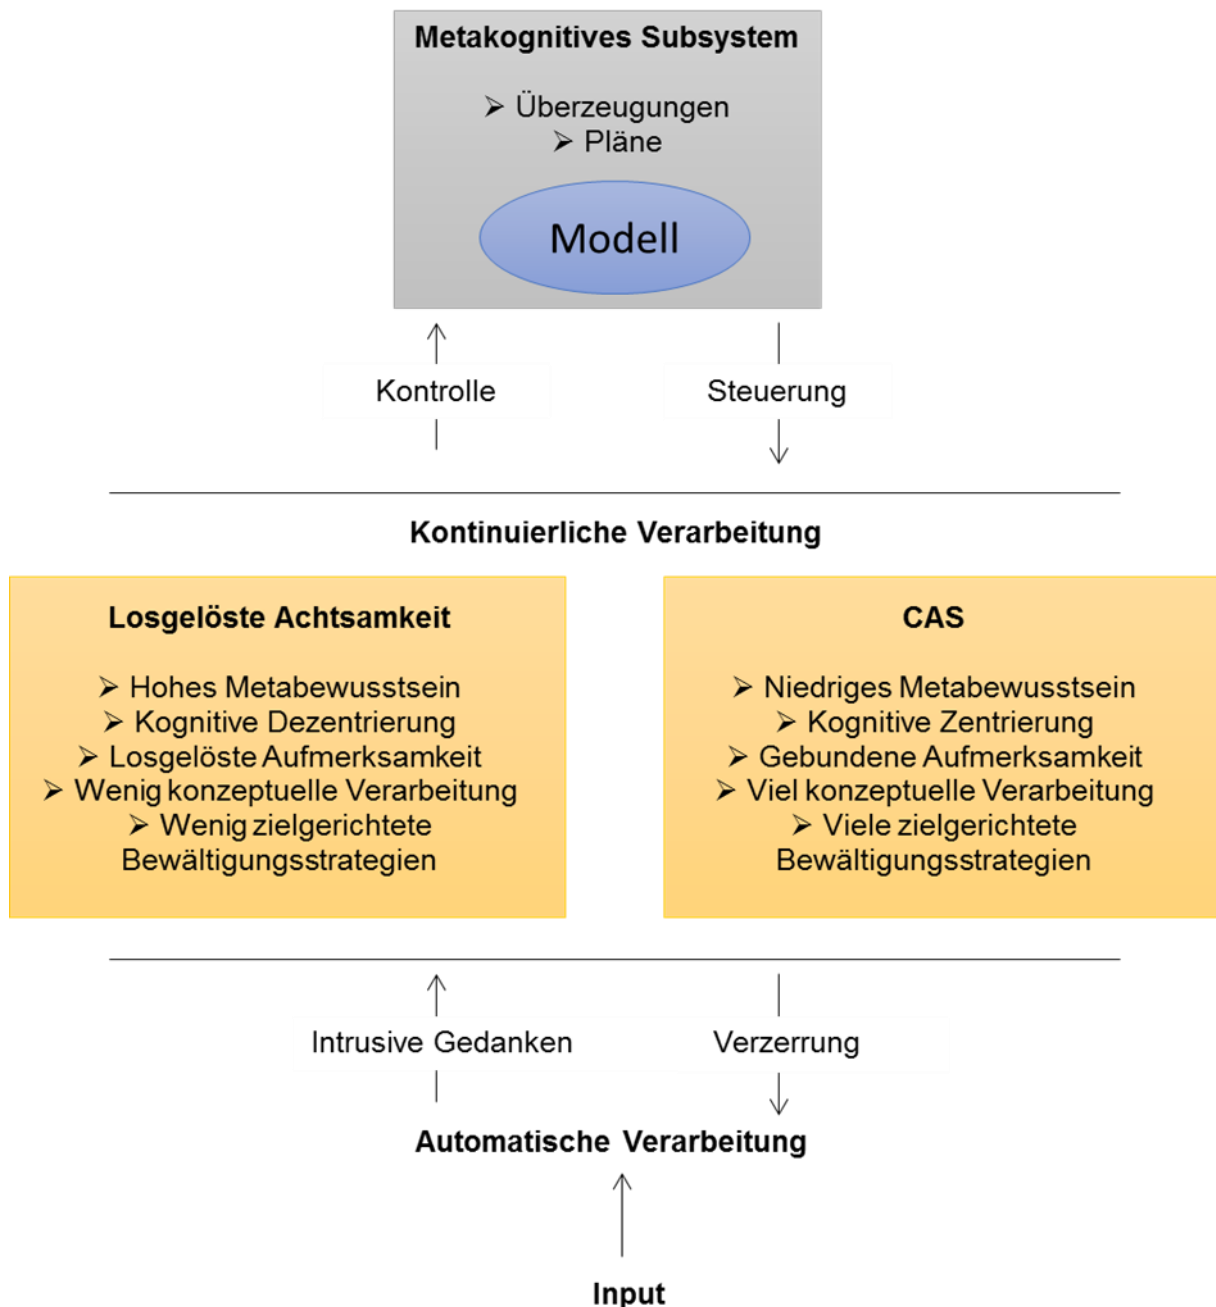 Metakognitives Subsystem
➢ Überzeugungen
➢ Pläne
Modell
Kontrolle
Steuerung
Kontinuierliche Verarbeitung
Losgelöste Achtsamkeit
➢ Hohes Metabewusstsein
➢ Kognitive Dezentrierung
➢ Losgelöste Aufmerksamkeit
➢ Wenig konzeptuelle Verarbeitung
➢ Wenig zielgerichtete
Bewältigungsstrategien
CAS
➢ Niedriges Metabewusstsein
➢ Kognitive Zentrierung
➢ Gebundene Aufmerksamkeit
➢ Viel konzeptuelle Verarbeitung
➢ Viele zielgerichtete
Bewältigungsstrategien
Intrusive Gedanken
Verzerrung
Automatische Verarbeitung
Input